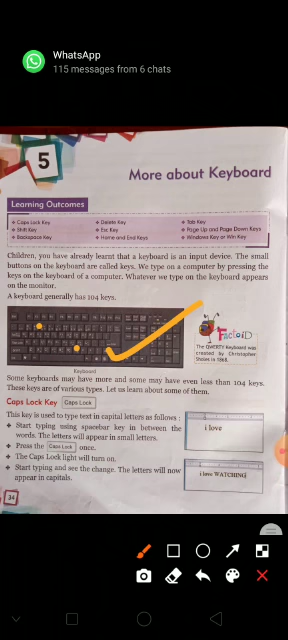 WhatsApp
115 messages from 6 chats
5
More about Keyboard
Learning Outcomes
❖ Caps Lock Key ❖ Delete Key ❖ Tab Key
❖ Shift Key ❖ Esc Key ❖ Page Up and Page Down Keys
❖ Backspace Key ❖ Home and End Keys ❖ Windows Key or Win Key
Children, you have already learnt that a keyboard is an input device. The small
buttons on the keyboard are called keys. We type on a computer by pressing the
keys on the keyboard of a computer. Whatever we type on the keyboard appears
on the monitor.
A keyboard generally has 104 keys.
FACTOID
The QWERTY keyboard was
created by Christopher
Sholes in 1868.
Keyboard
Some keyboards may have more and some may have even less than 104 keys.
These keys are of various types. Let us learn about some of them.
Caps Lock Key Caps Lock
This key is used to type text in capital letters as follows :
❖ Start typing using spacebar key in between the
words. The letters will appear in small letters.
i love
❖ Press the Caps Lock once.
❖ The Caps Lock light will turn on.
❖ Start typing and see the change. The letters will now
appear in capitals.
i love WATCHING
34